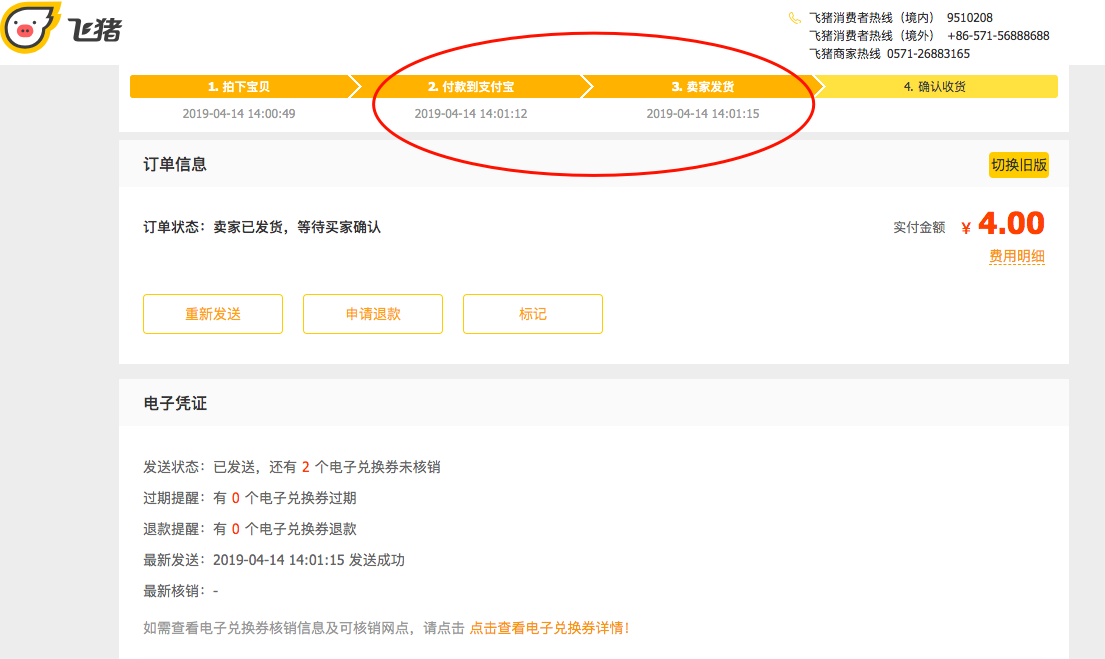 飞猪
飞猪消费者热线（境内） 9510208
飞猪消费者热线（境外） +86-571-56888688
飞猪商家热线 0571-26883165
1. 拍下宝贝 2. 付款到支付宝 3. 卖家发货 4. 确认收货
2019-04-14 14:00:49 2019-04-14 14:01:12 2019-04-14 14:01:15
订单信息 切换旧版
订单状态：卖家已发货，等待买家确认 实付金额 ¥ 4.00
费用明细
重新发送 申请退款 标记
电子凭证
发送状态：已发送，还有 2 个电子兑换券未核销
过期提醒：有 0 个电子兑换券过期
退款提醒：有 0 个电子兑换券退款
最新发送：2019-04-14 14:01:15 发送成功
最新核销：-
如需查看电子兑换券核销信息及可核销网点，请点击 点击查看电子兑换券详情！